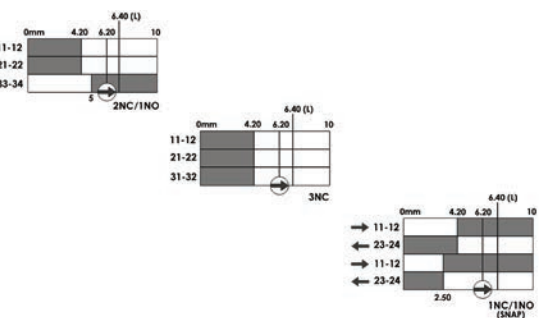 6.40 (L)
0mm 4.20 6.20 10
11-12
21-22
33-34
5
2NC/1NO
6.40 (L)
0mm 4.20 6.20 10
11-12
21-22
31-32
3NC
6.40 (L)
0mm 4.20 6.20 10
11-12
23-24
11-12
23-24
2.50
1NC/1NO
(SNAP)